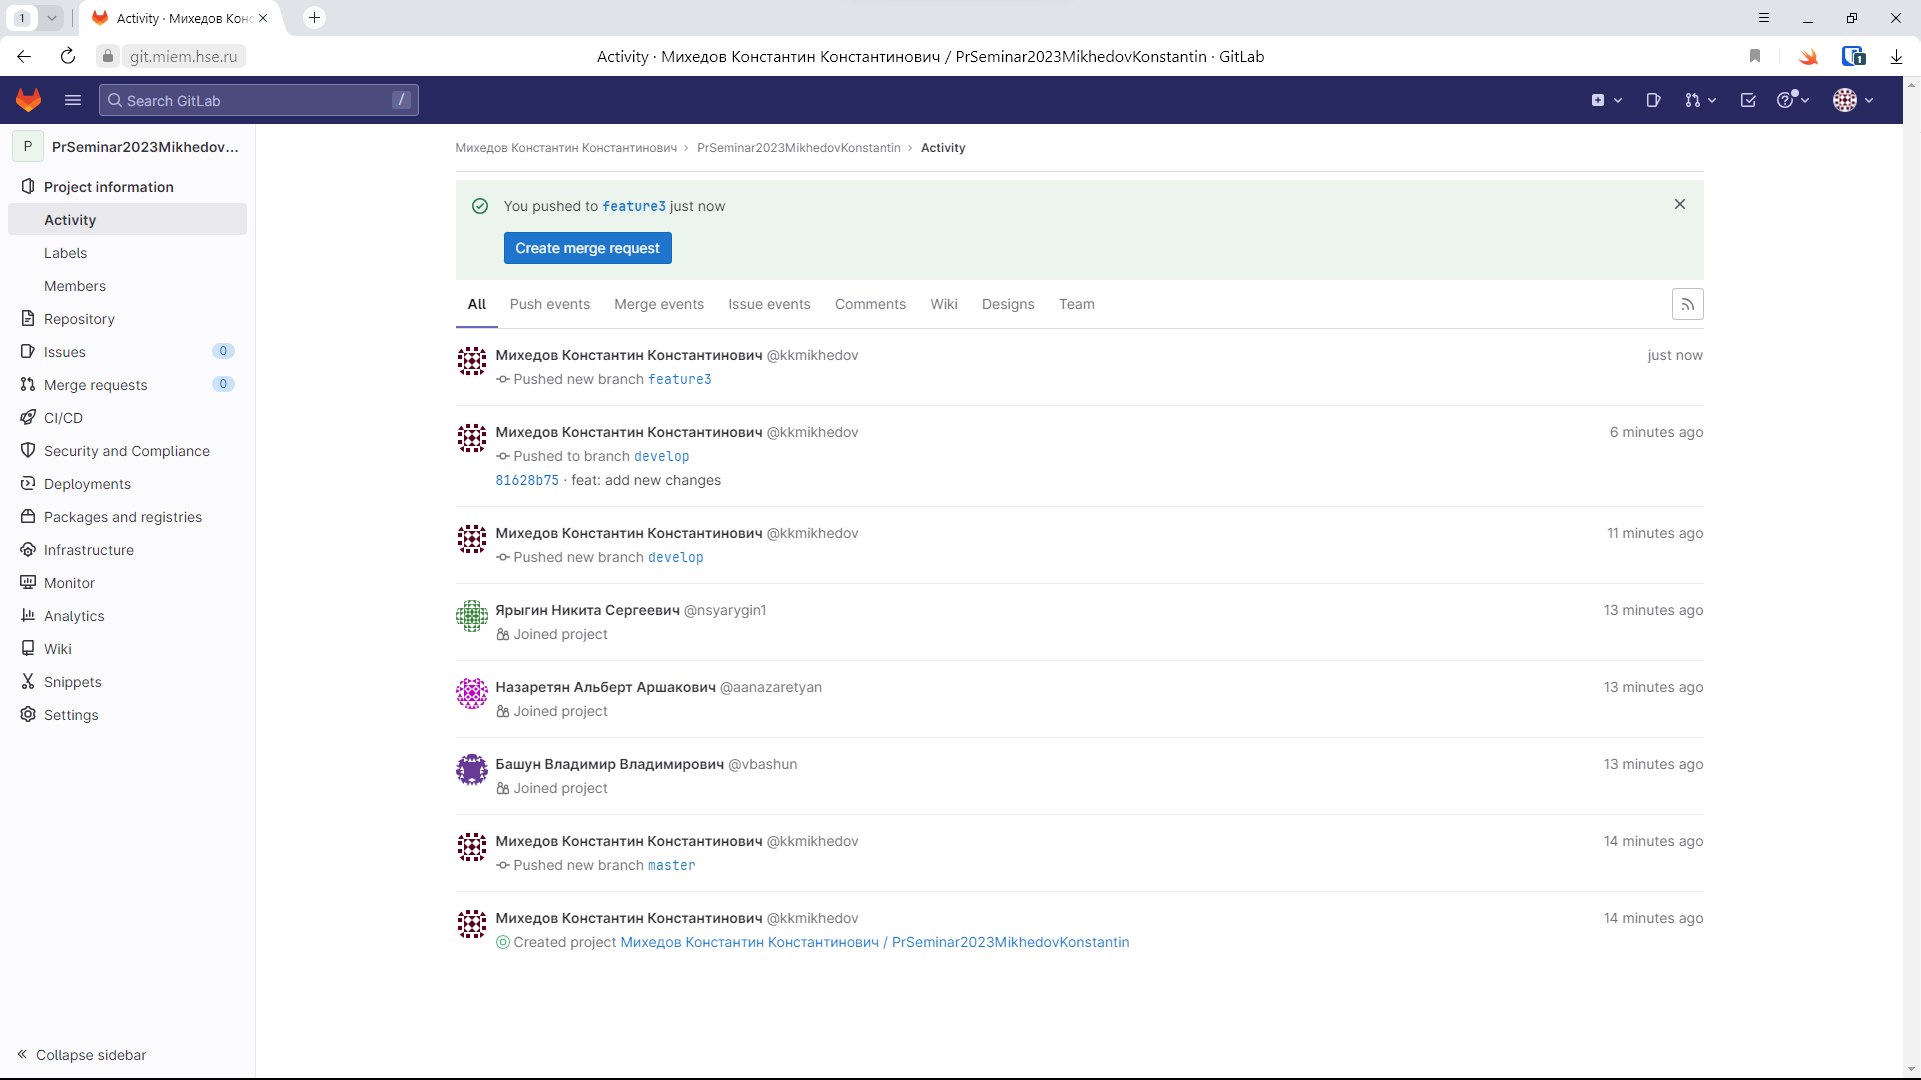 1
Activity · Михедов Конс
git.miem.hse.ru
Activity · Михедов Константин Константинович / PrSeminar2023MikhedovKonstantin · GitLab
1
Search GitLab
/
P
PrSeminar2023Mikhedov...
Project information
Activity
Labels
Members
Repository
Issues 0
Merge requests 0
CI/CD
Security and Compliance
Deployments
Packages and registries
Infrastructure
Monitor
Analytics
Wiki
Snippets
Settings
Collapse sidebar
Михедов Константин Константинович › PrSeminar2023MikhedovKonstantin › Activity
You pushed to feature3 just now
Create merge request
All Push events Merge events Issue events Comments Wiki Designs Team
Михедов Константин Константинович @kkmikhedov just now
Pushed new branch feature3
Михедов Константин Константинович @kkmikhedov 6 minutes ago
Pushed to branch develop
81628b75 · feat: add new changes
Михедов Константин Константинович @kkmikhedov 11 minutes ago
Pushed new branch develop
Ярыгин Никита Сергеевич @nsyarygin1 13 minutes ago
Joined project
Назаретян Альберт Аршакович @aanazaretyan 13 minutes ago
Joined project
Башун Владимир Владимирович @vbashun 13 minutes ago
Joined project
Михедов Константин Константинович @kkmikhedov 14 minutes ago
Pushed new branch master
Михедов Константин Константинович @kkmikhedov 14 minutes ago
Created project Михедов Константин Константинович / PrSeminar2023MikhedovKonstantin